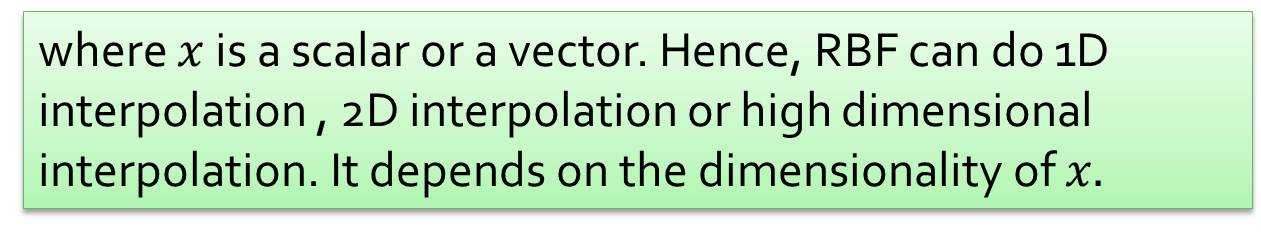 where x is a scalar or a vector. Hence, RBF can do 1D
interpolation , 2D interpolation or high dimensional
interpolation. It depends on the dimensionality of x.